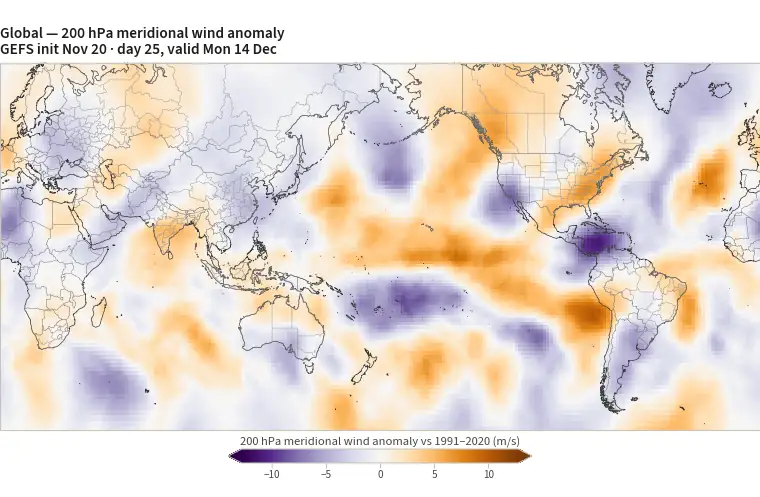 Global — 200 hPa meridional wind anomaly
GEFS init Nov 20 · day 25, valid Mon 14 Dec
200 hPa meridional wind anomaly vs 1991–2020 (m/s)
−10 −5 0 5 10